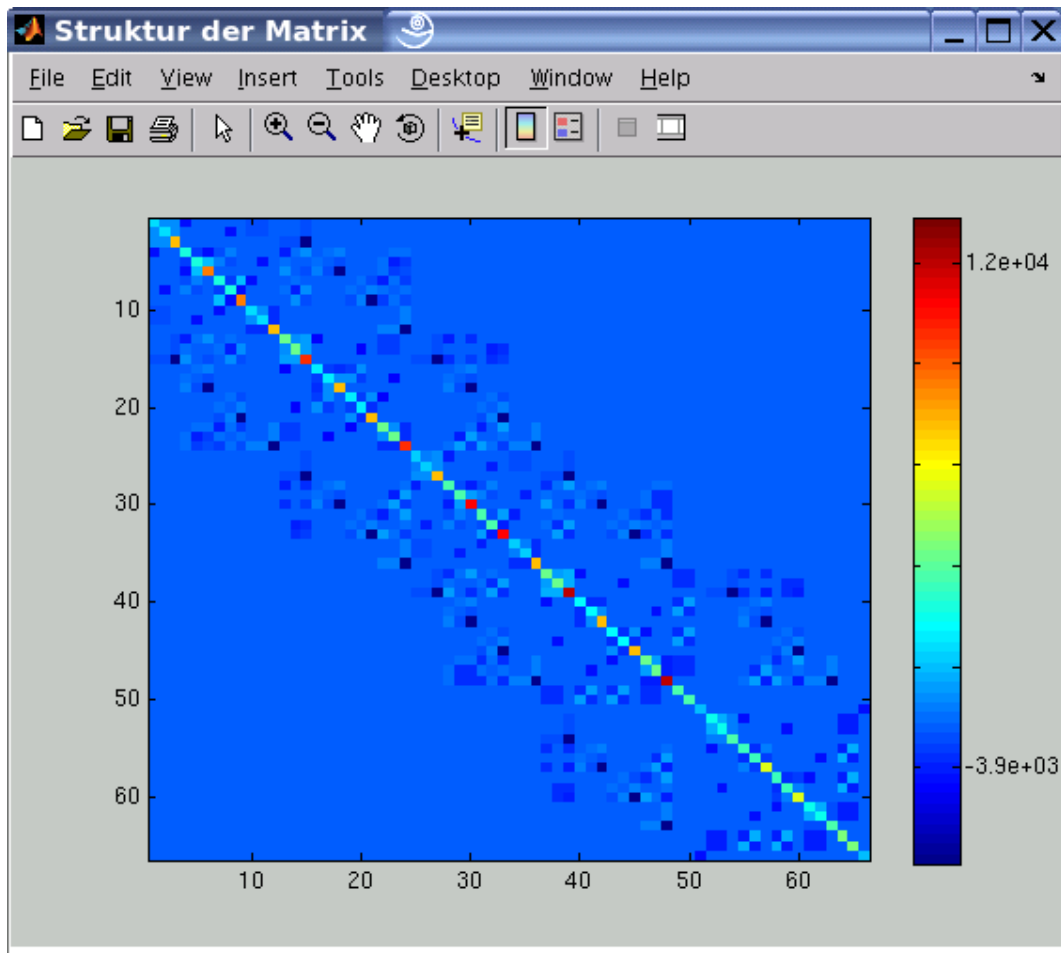 Struktur der Matrix
File Edit View Insert Tools Desktop Window Help
10
20
30
40
50
60
10 20 30 40 50 60
1.2e+04
-3.9e+03